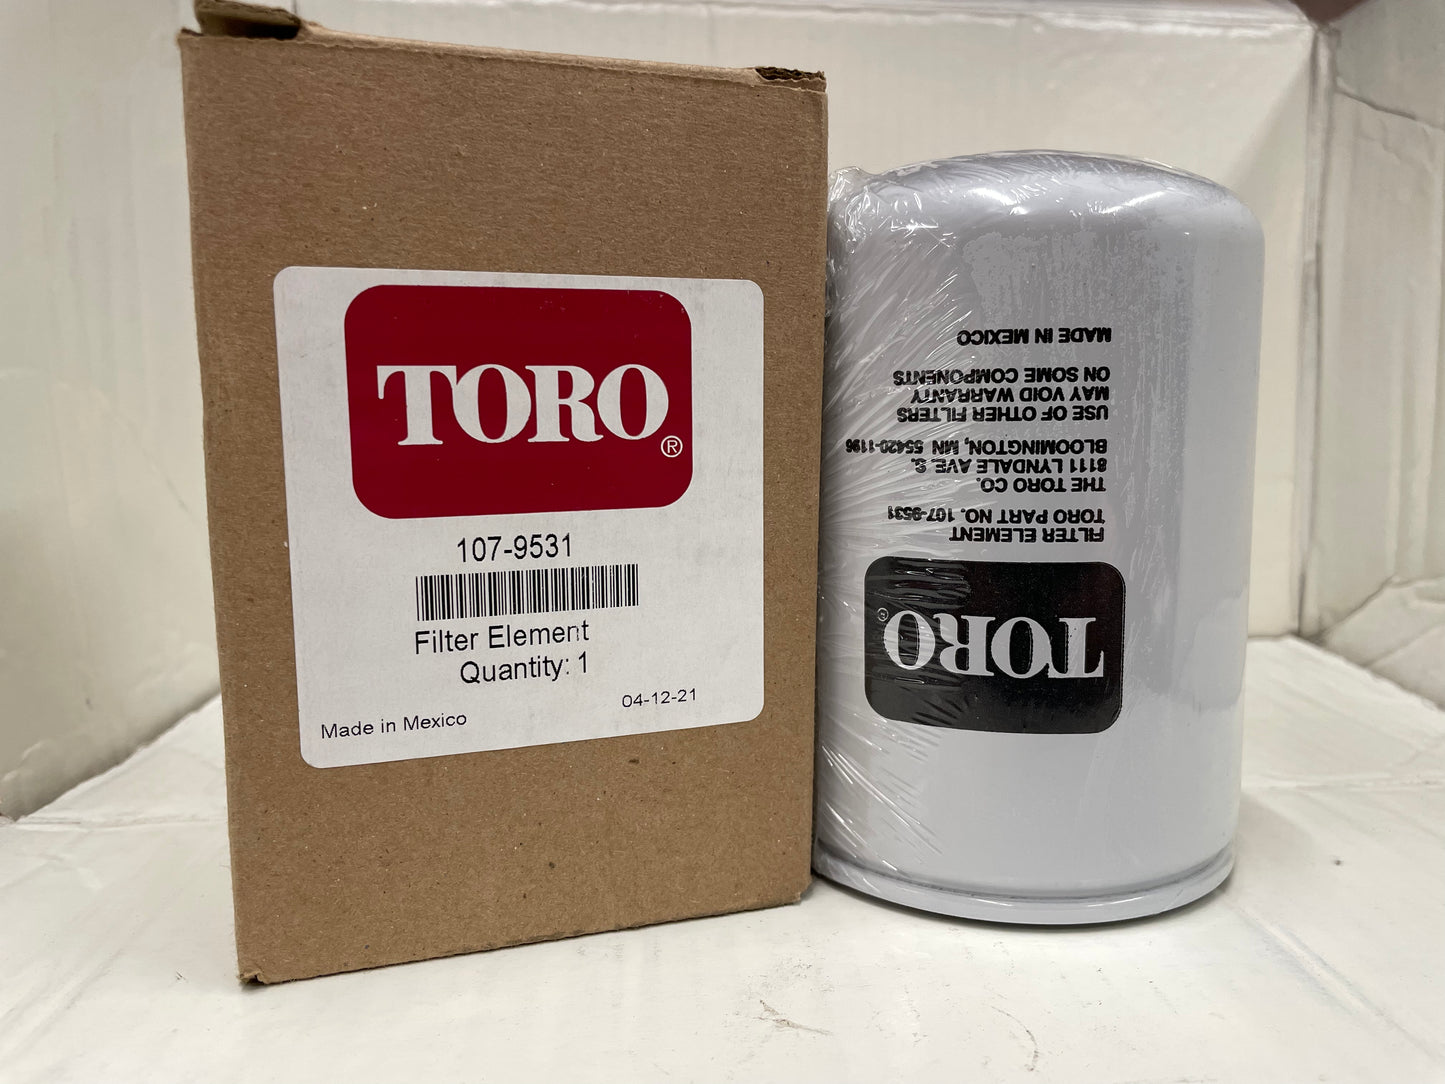 TORO®
107-9531
Filter Element
Quantity: 1
04-12-21
Made in Mexico
TORO®
FILTER ELEMENT
TORO PART NO. 107-9531
THE TORO CO.
8111 LYNDALE AVE. S.
BLOOMINGTON, MN 55420-1196
USE OF OTHER FILTERS
MAY VOID WARRANTY
ON SOME COMPONENTS
MADE IN MEXICO